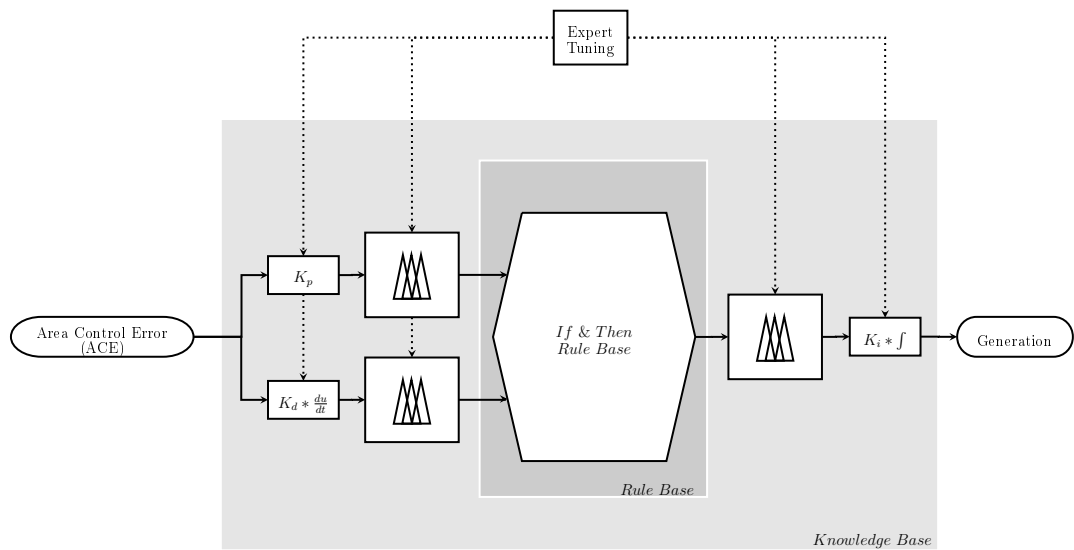 Expert
Tuning
K_p
Area Control Error
(ACE)
K_d * \frac{du}{dt}
If & Then
Rule Base
K_i * ∫
Generation
Rule Base
Knowledge Base